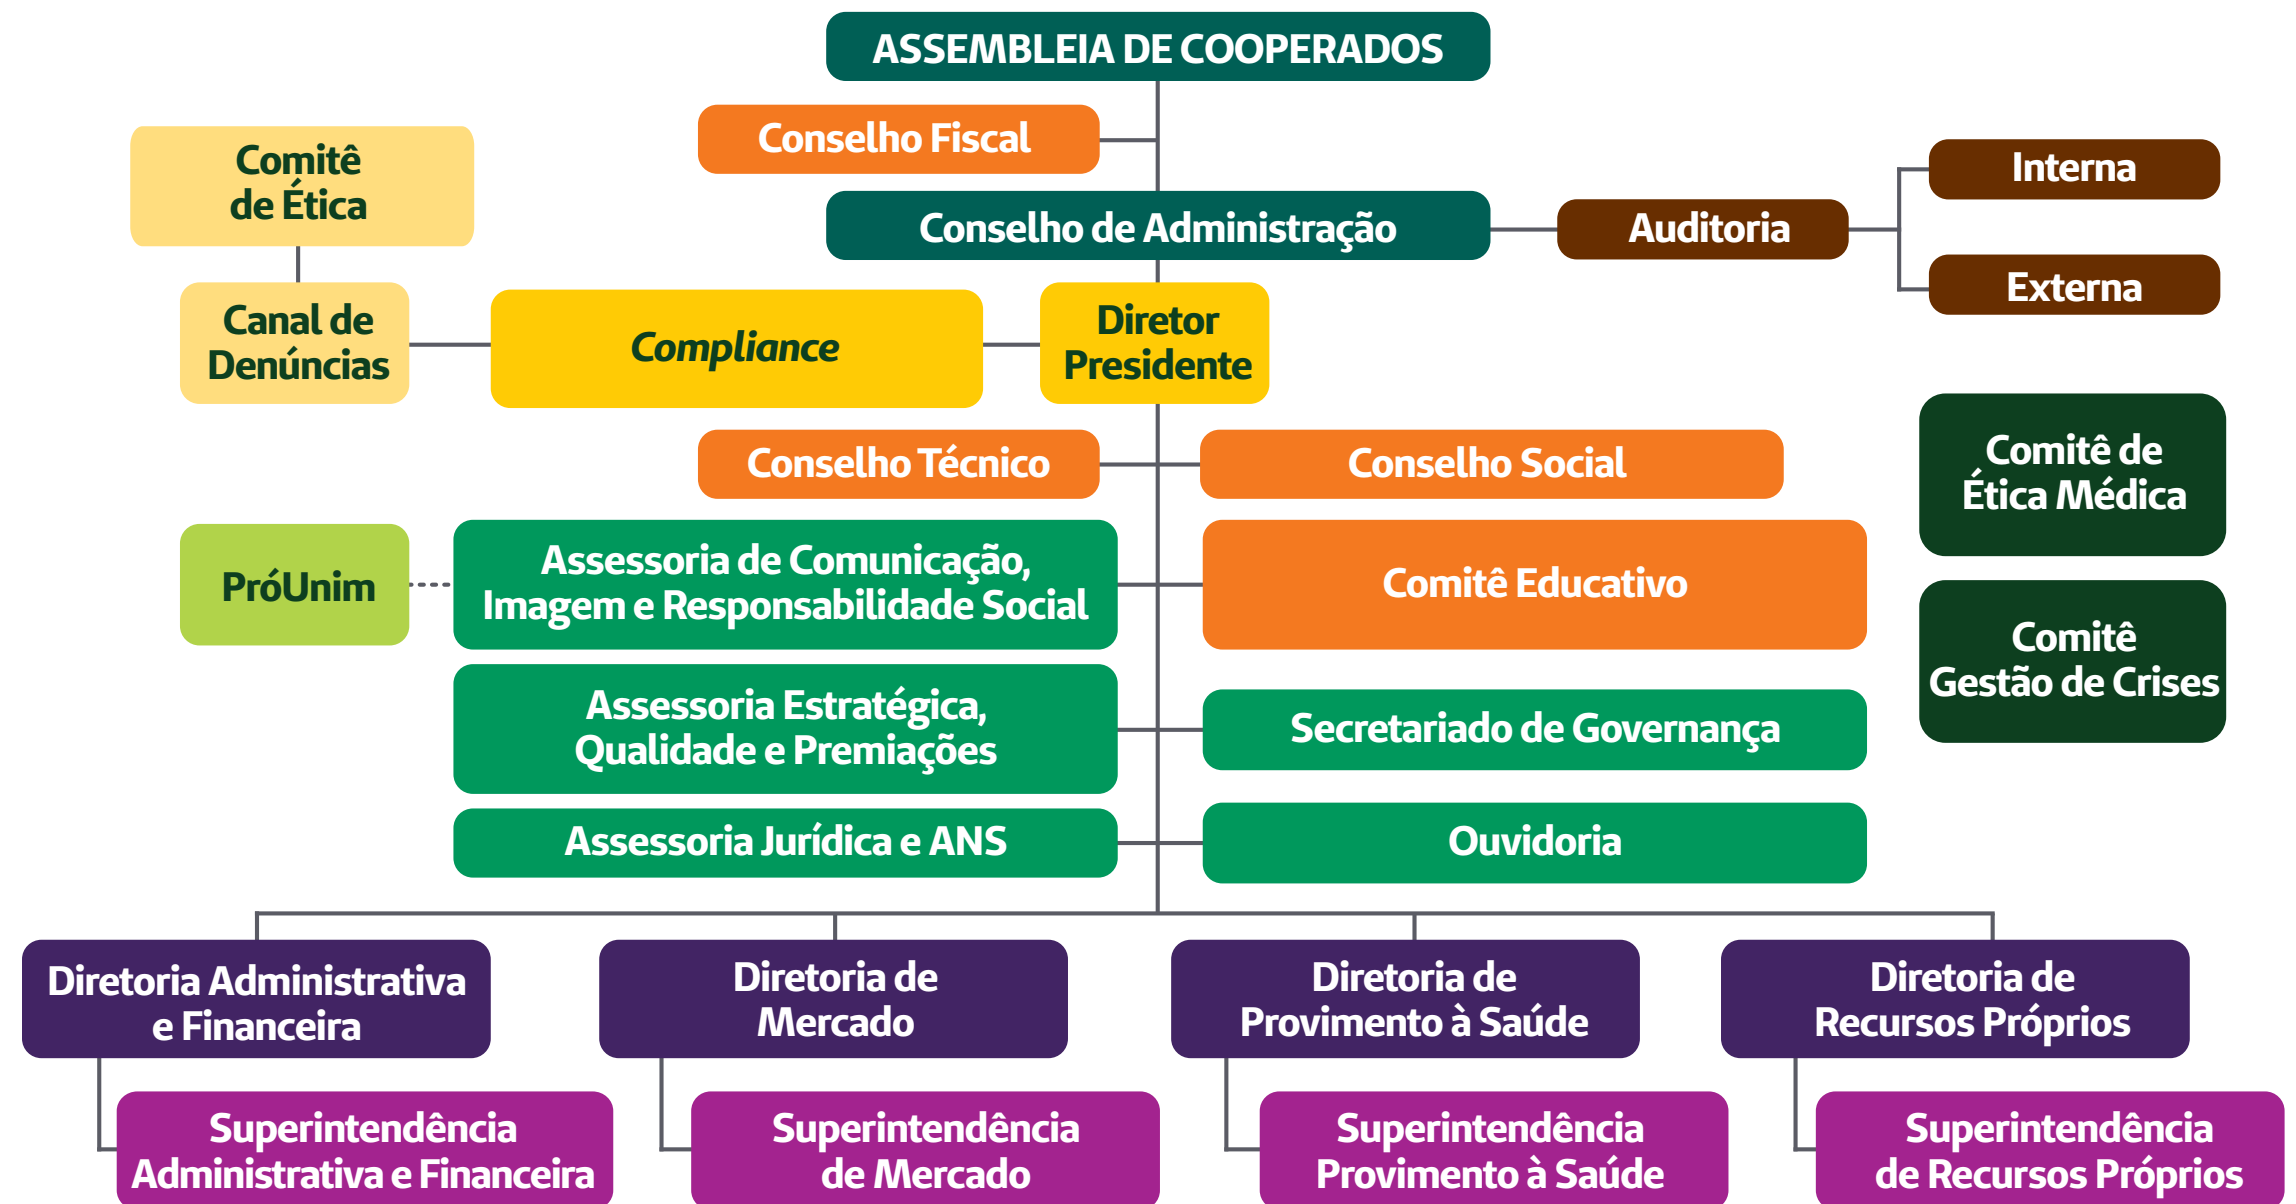 ASSEMBLEIA DE COOPERADOS
Conselho Fiscal
Comitê
de Ética
Interna
Conselho de Administração
Auditoria
Externa
Canal de
Denúncias
Compliance
Diretor
Presidente
Conselho Técnico
Conselho Social
Comitê de
Ética Médica
PróUnim
Assessoria de Comunicação,
Imagem e Responsabilidade Social
Comitê Educativo
Comitê
Gestão de Crises
Assessoria Estratégica,
Qualidade e Premiações
Secretariado de Governança
Assessoria Jurídica e ANS
Ouvidoria
Diretoria Administrativa
e Financeira
Diretoria de
Mercado
Diretoria de
Provimento à Saúde
Diretoria de
Recursos Próprios
Superintendência
Administrativa e Financeira
Superintendência
de Mercado
Superintendência
Provimento à Saúde
Superintendência
de Recursos Próprios